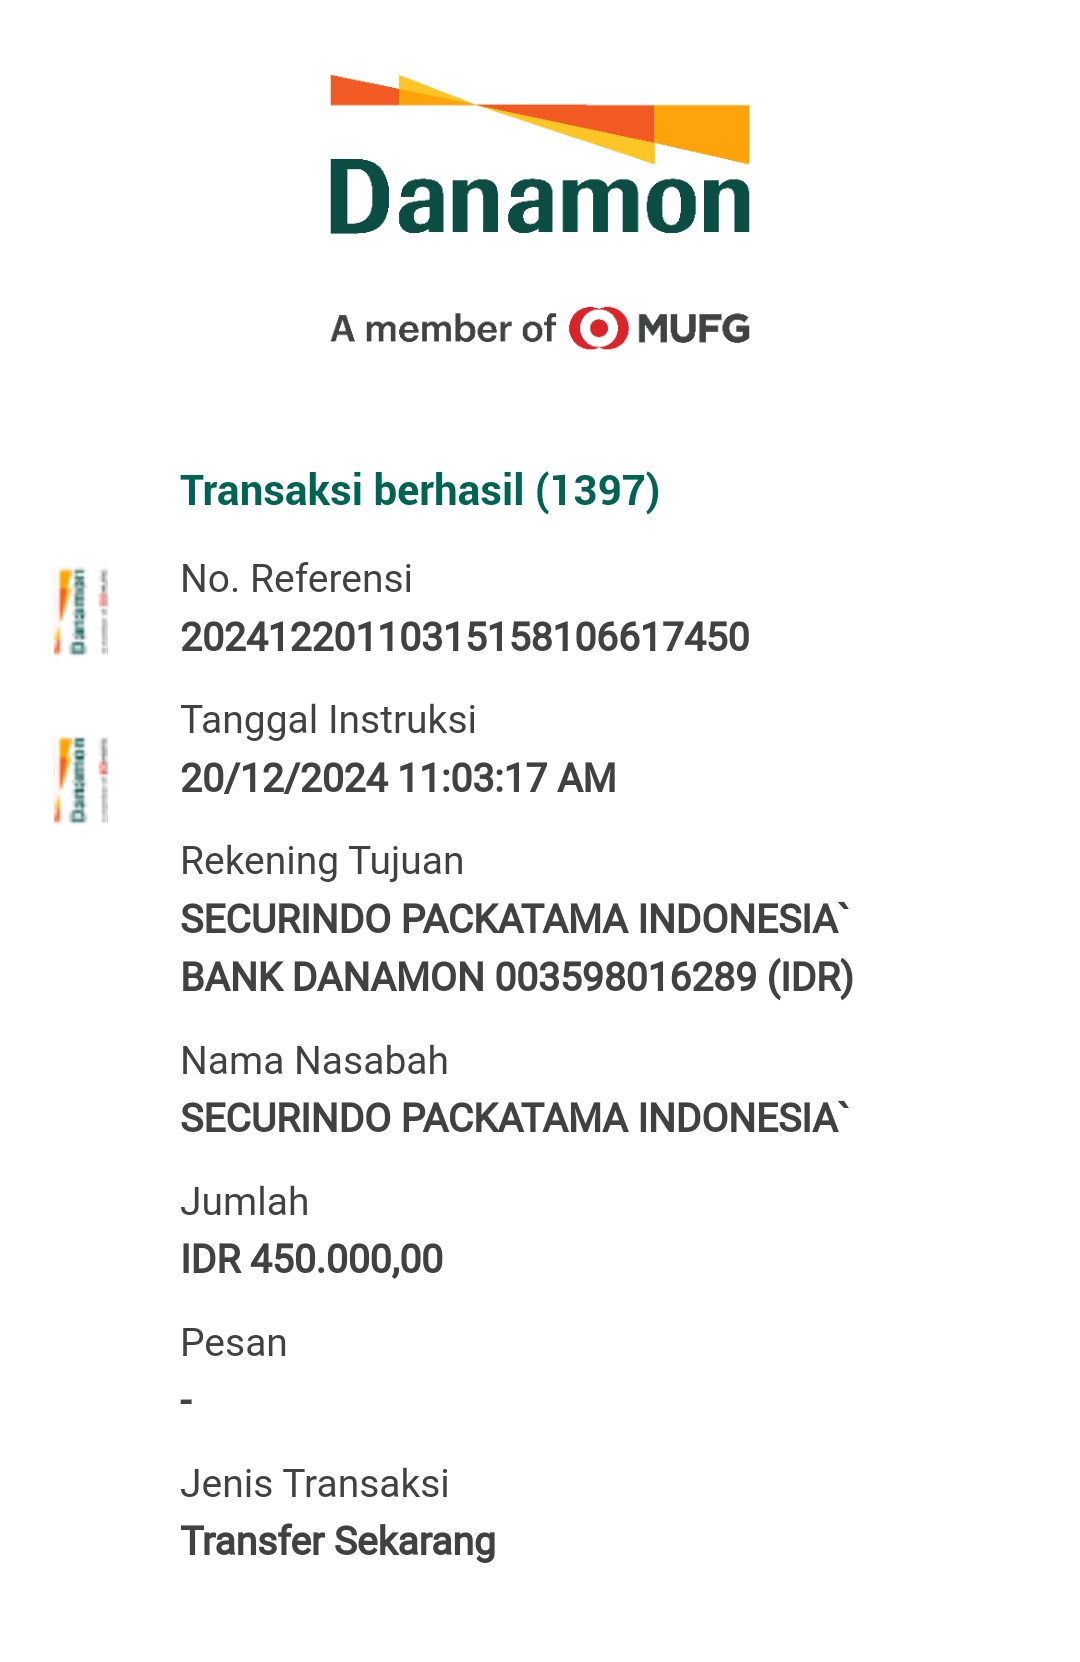 Danamon
A member of MUFG
Transaksi berhasil (1397)
No. Referensi
20241220110315158106617450
Tanggal Instruksi
20/12/2024 11:03:17 AM
Rekening Tujuan
SECURINDO PACKATAMA INDONESIA`
BANK DANAMON 003598016289 (IDR)
Nama Nasabah
SECURINDO PACKATAMA INDONESIA`
Jumlah
IDR 450.000,00
Pesan
-
Jenis Transaksi
Transfer Sekarang
Danamon
Danamon